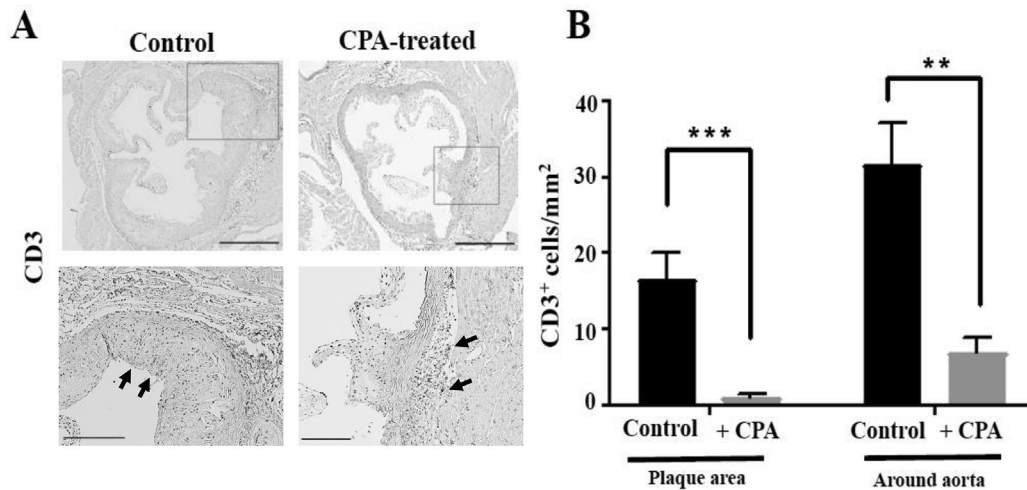 A
Control
CPA-treated
CD3
B
CD3⁺ cells/mm²
40
30
20
10
0
***
**
Control + CPA
Control + CPA
Plaque area
Around aorta